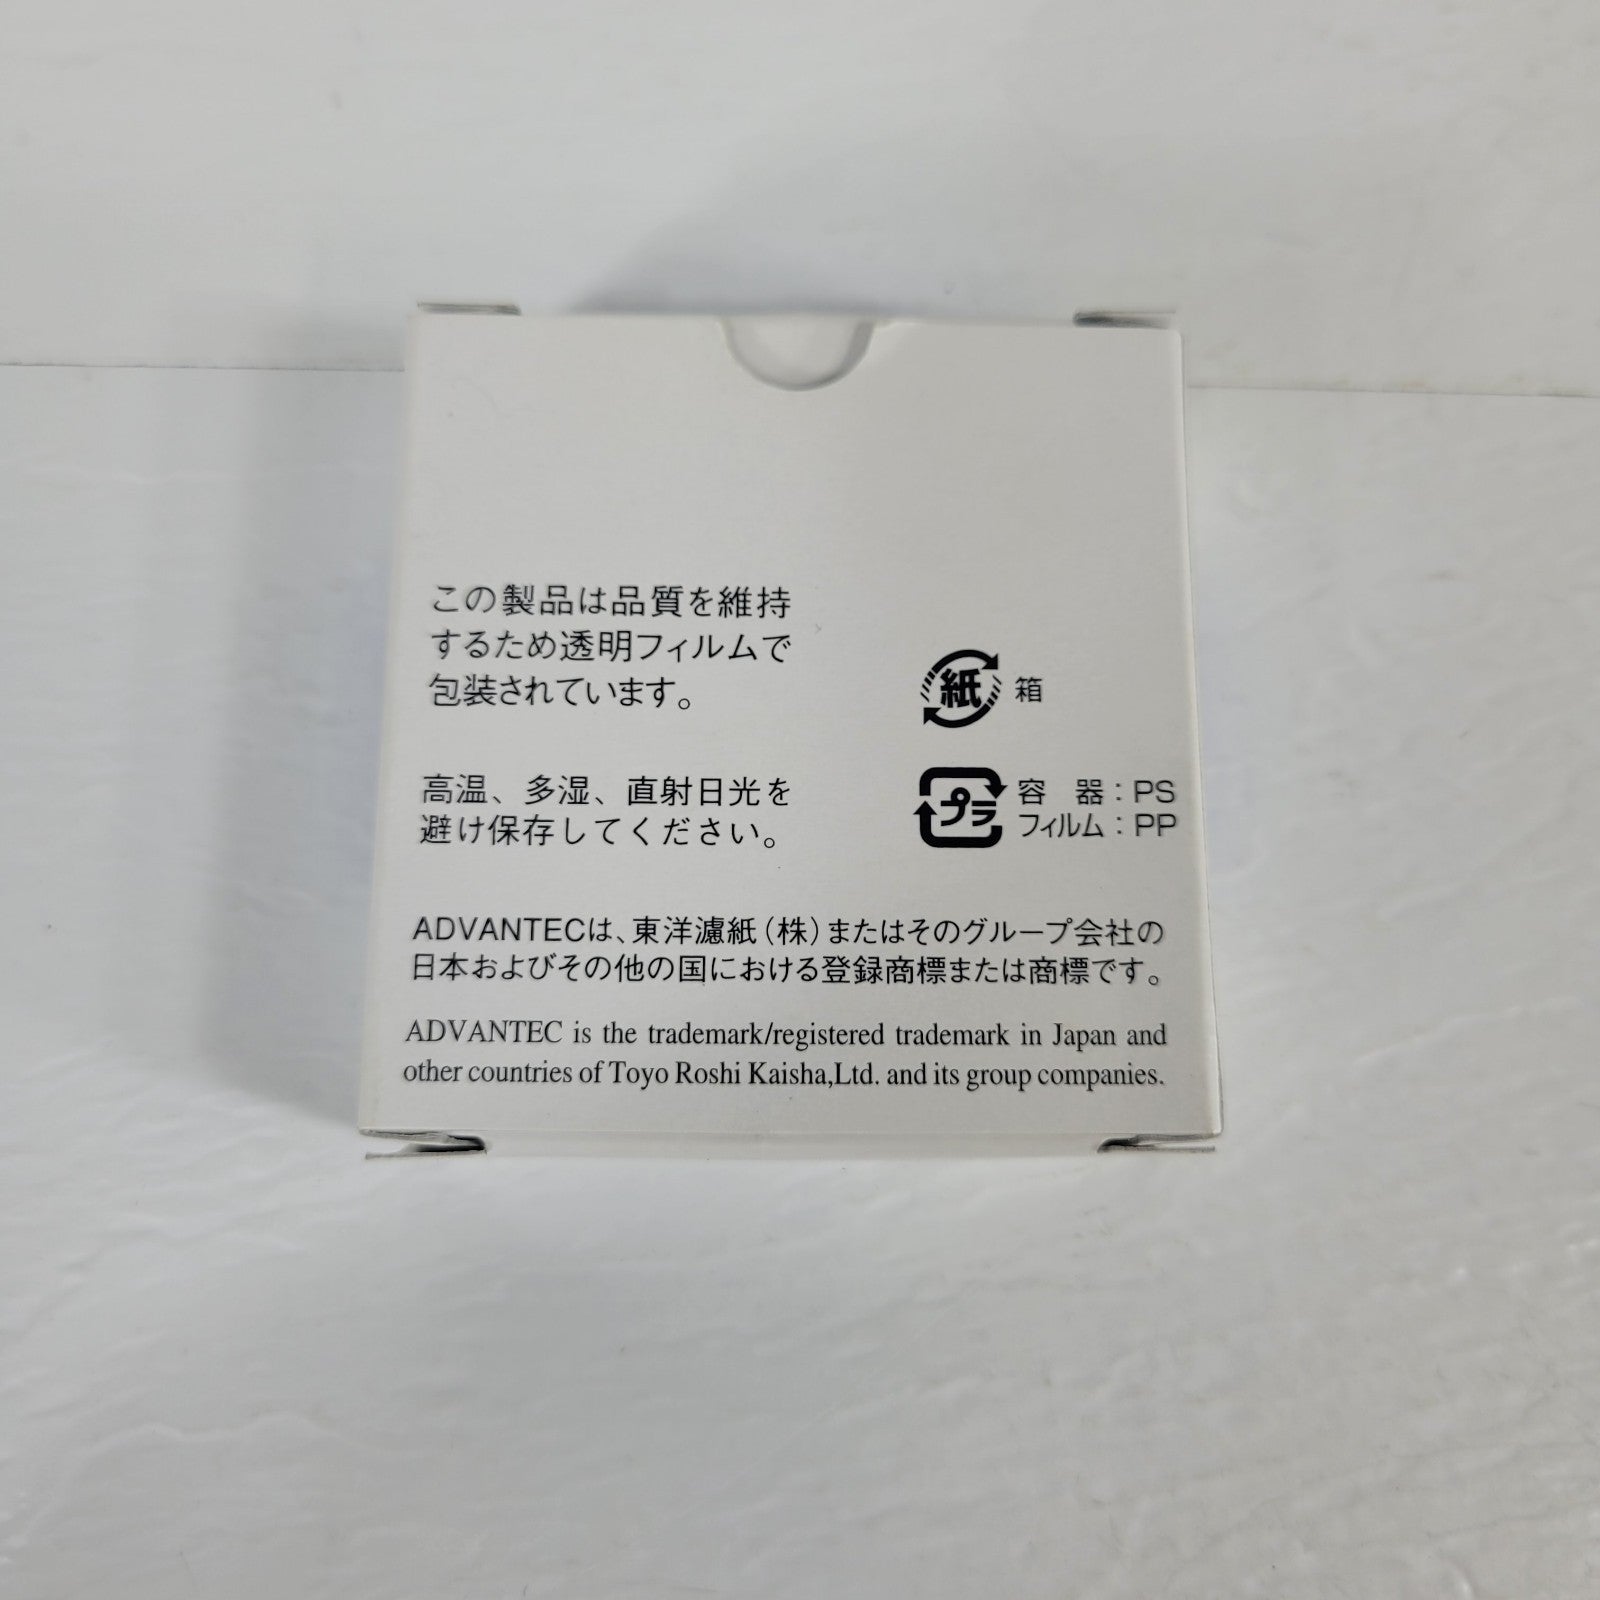 この製品は品質を維持
するため透明フィルムで
包装されています。
紙 箱
高温、多湿、直射日光を
避け保存してください。
プラ 容 器：PS
フィルム：PP
ADVANTECは、東洋濾紙（株）またはそのグループ会社の
日本およびその他の国における登録商標または商標です。
ADVANTEC is the trademark/registered trademark in Japan and
other countries of Toyo Roshi Kaisha,Ltd. and its group companies.